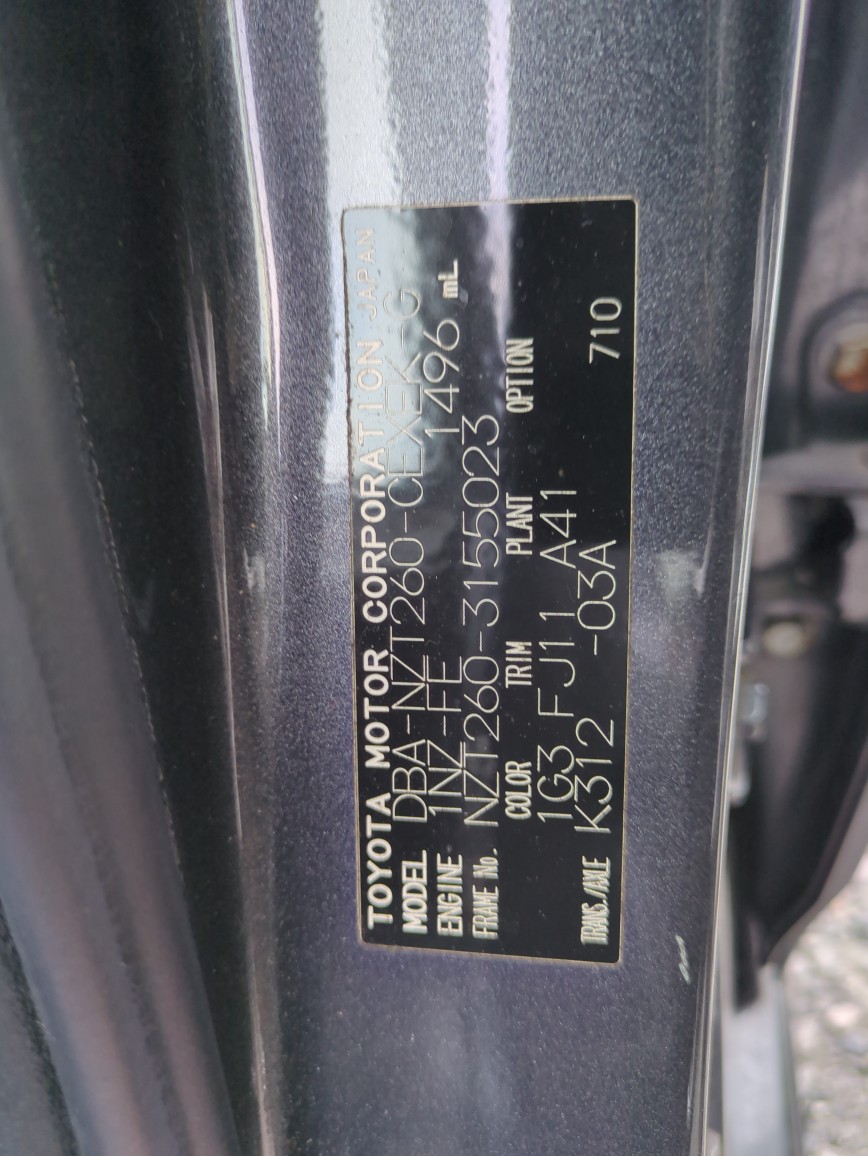 TOYOTA MOTOR CORPORATION JAPAN
MODEL DBA-NZT260-CEXEK-G
ENGINE 1NZ-FE 1496 mL
FRAME No. NZT260-3155023
COLOR TRIM PLANT OPTION
1G3 FJ11 A41
TRANS./AXLE K312 -03A 710